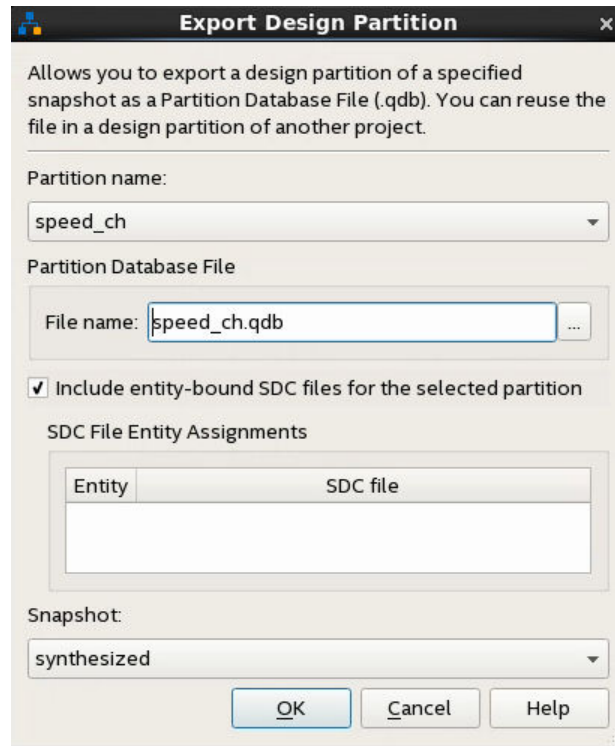 Export Design Partition
Allows you to export a design partition of a specified
snapshot as a Partition Database File (.qdb). You can reuse the
file in a design partition of another project.
Partition name:
speed_ch
Partition Database File
File name: speed_ch.qdb ...
Include entity-bound SDC files for the selected partition
SDC File Entity Assignments
Entity SDC file
Snapshot:
synthesized
OK Cancel Help